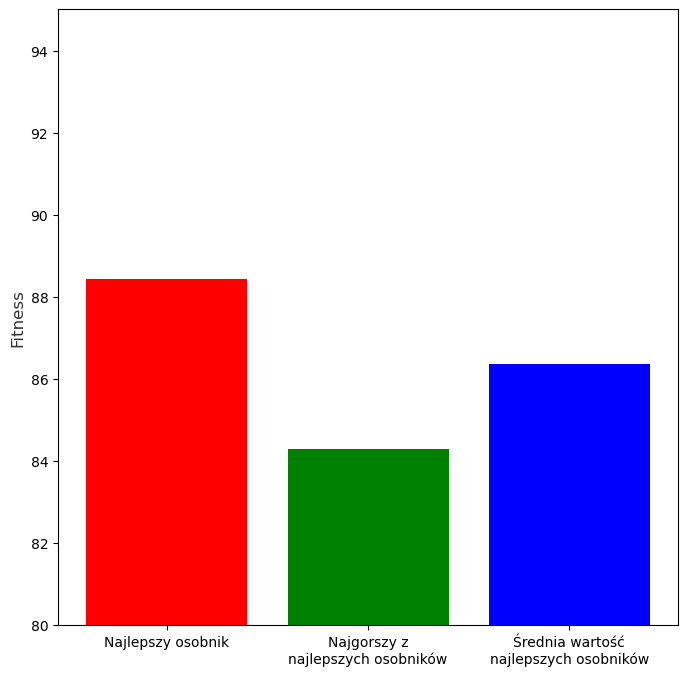 94
92
90
88
86
84
82
80
Fitness
Najlepszy osobnik
Najgorszy z
najlepszych osobników
Średnia wartość
najlepszych osobników